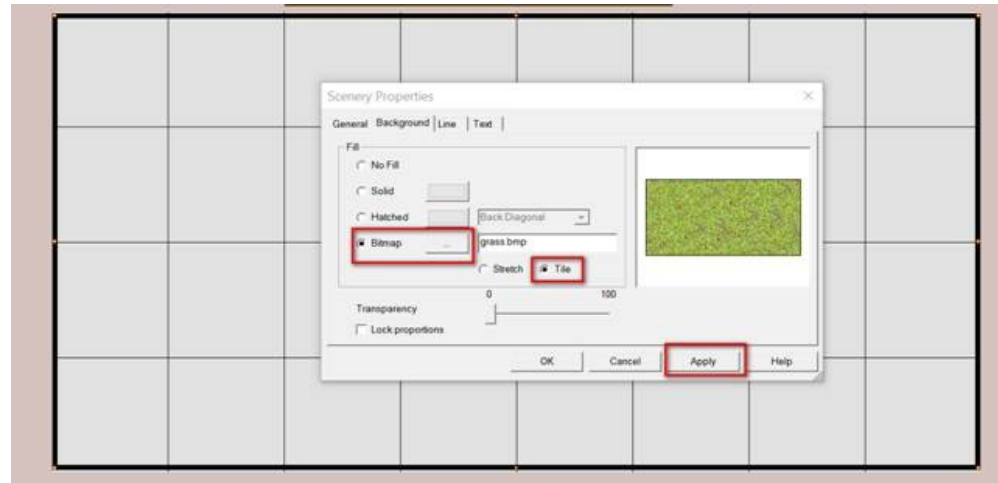 Scenery Properties
General Background Line Text
Fill
No Fill
Solid
Hatched Back Diagonal
Bitmap ... grass.bmp
Stretch Tile
0 100
Transparency
Lock proportions
OK Cancel Apply Help